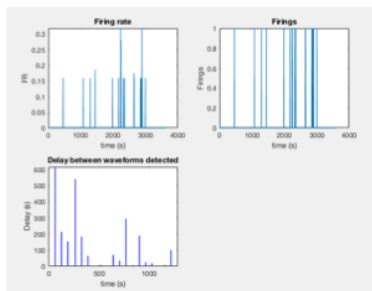 Firing rate
0.3
0.25
0.2
0.15
0.1
0.05
0
FR
0 1000 2000 3000 4000
time (s)
Firings
1
0.8
0.6
0.4
0.2
0
Firings
0 1000 2000 3000 4000
time (s)
Delay between waveforms detected
600
500
400
300
200
100
0
Delay (s)
0 500 1000
time (s)